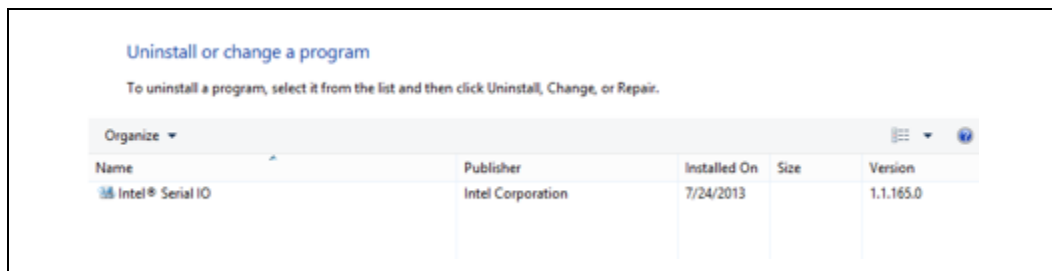 Uninstall or change a program
To uninstall a program, select it from the list and then click Uninstall, Change, or Repair.
Organize
Name Publisher Installed On Size Version
Intel® Serial IO Intel Corporation 7/24/2013 1.1.165.0